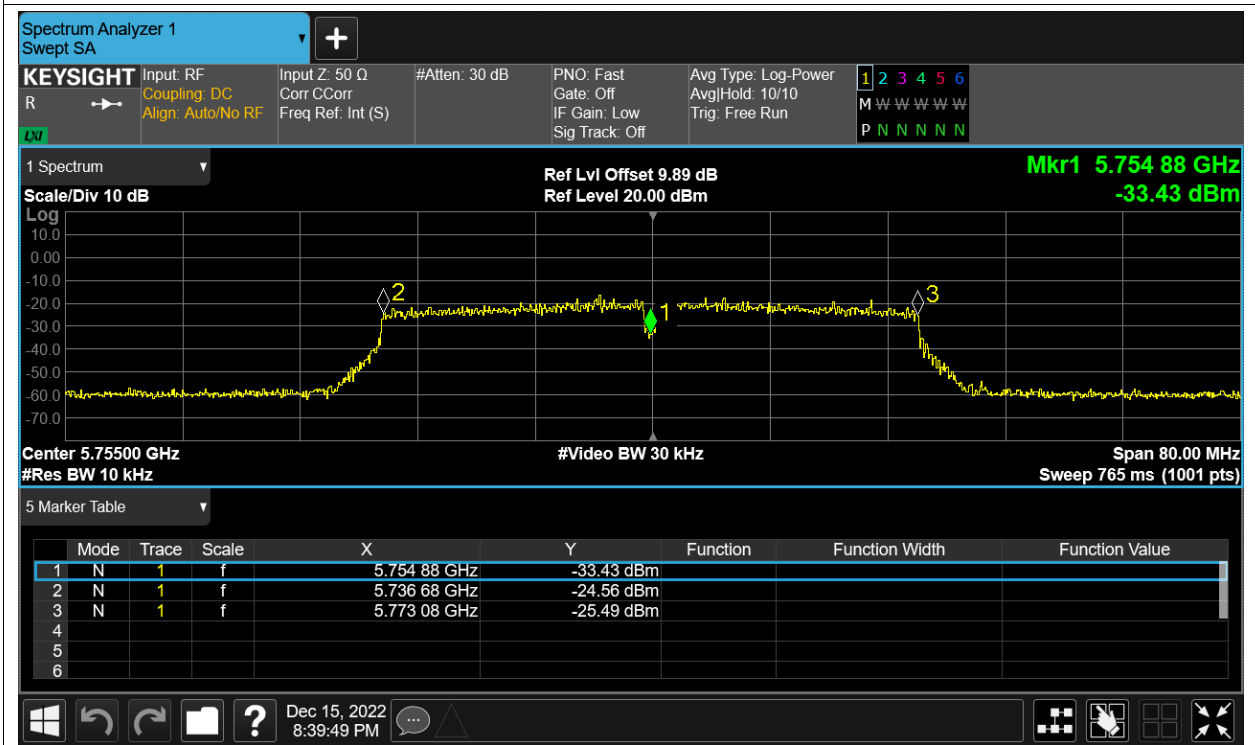 Spectrum Analyzer 1
Swept SA
+
KEYSIGHT Input: RF Input Z: 50 Ω #Atten: 30 dB PNO: Fast Avg Type: Log-Power 1 2 3 4 5 6
R Coupling: DC Corr CCorr Gate: Off Avg|Hold: 10/10 M W W W W W
Align: Auto/No RF Freq Ref: Int (S) IF Gain: Low Trig: Free Run P N N N N N N
LXI Sig Track: Off
1 Spectrum Ref Lvl Offset 9.89 dB Mkr1 5.754 88 GHz
Scale/Div 10 dB Ref Level 20.00 dBm -33.43 dBm
Log
10.0
0.00
-10.0
2 3
-20.0
1
-30.0
-40.0
-50.0
-60.0
-70.0
Center 5.75500 GHz #Video BW 30 kHz Span 80.00 MHz
#Res BW 10 kHz Sweep 765 ms (1001 pts)
5 Marker Table
Mode Trace Scale X Y Function Function Width Function Value
1 N 1 f 5.754 88 GHz -33.43 dBm
2 N 1 f 5.736 68 GHz -24.56 dBm
3 N 1 f 5.773 08 GHz -25.49 dBm
4
5
6
? Dec 15, 2022
8:39:49 PM